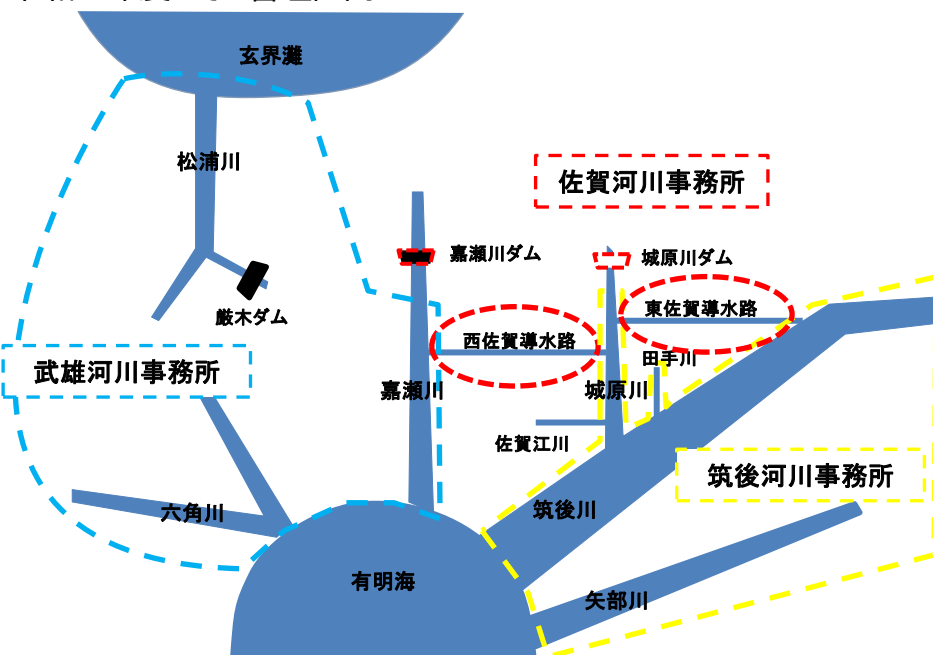 玄界灘
松浦川
佐賀河川事務所
嘉瀬川ダム
城原川ダム
厳木ダム
東佐賀導水路
西佐賀導水路
田手川
武雄河川事務所
嘉瀬川
城原川
佐賀江川
筑後河川事務所
六角川
筑後川
有明海
矢部川